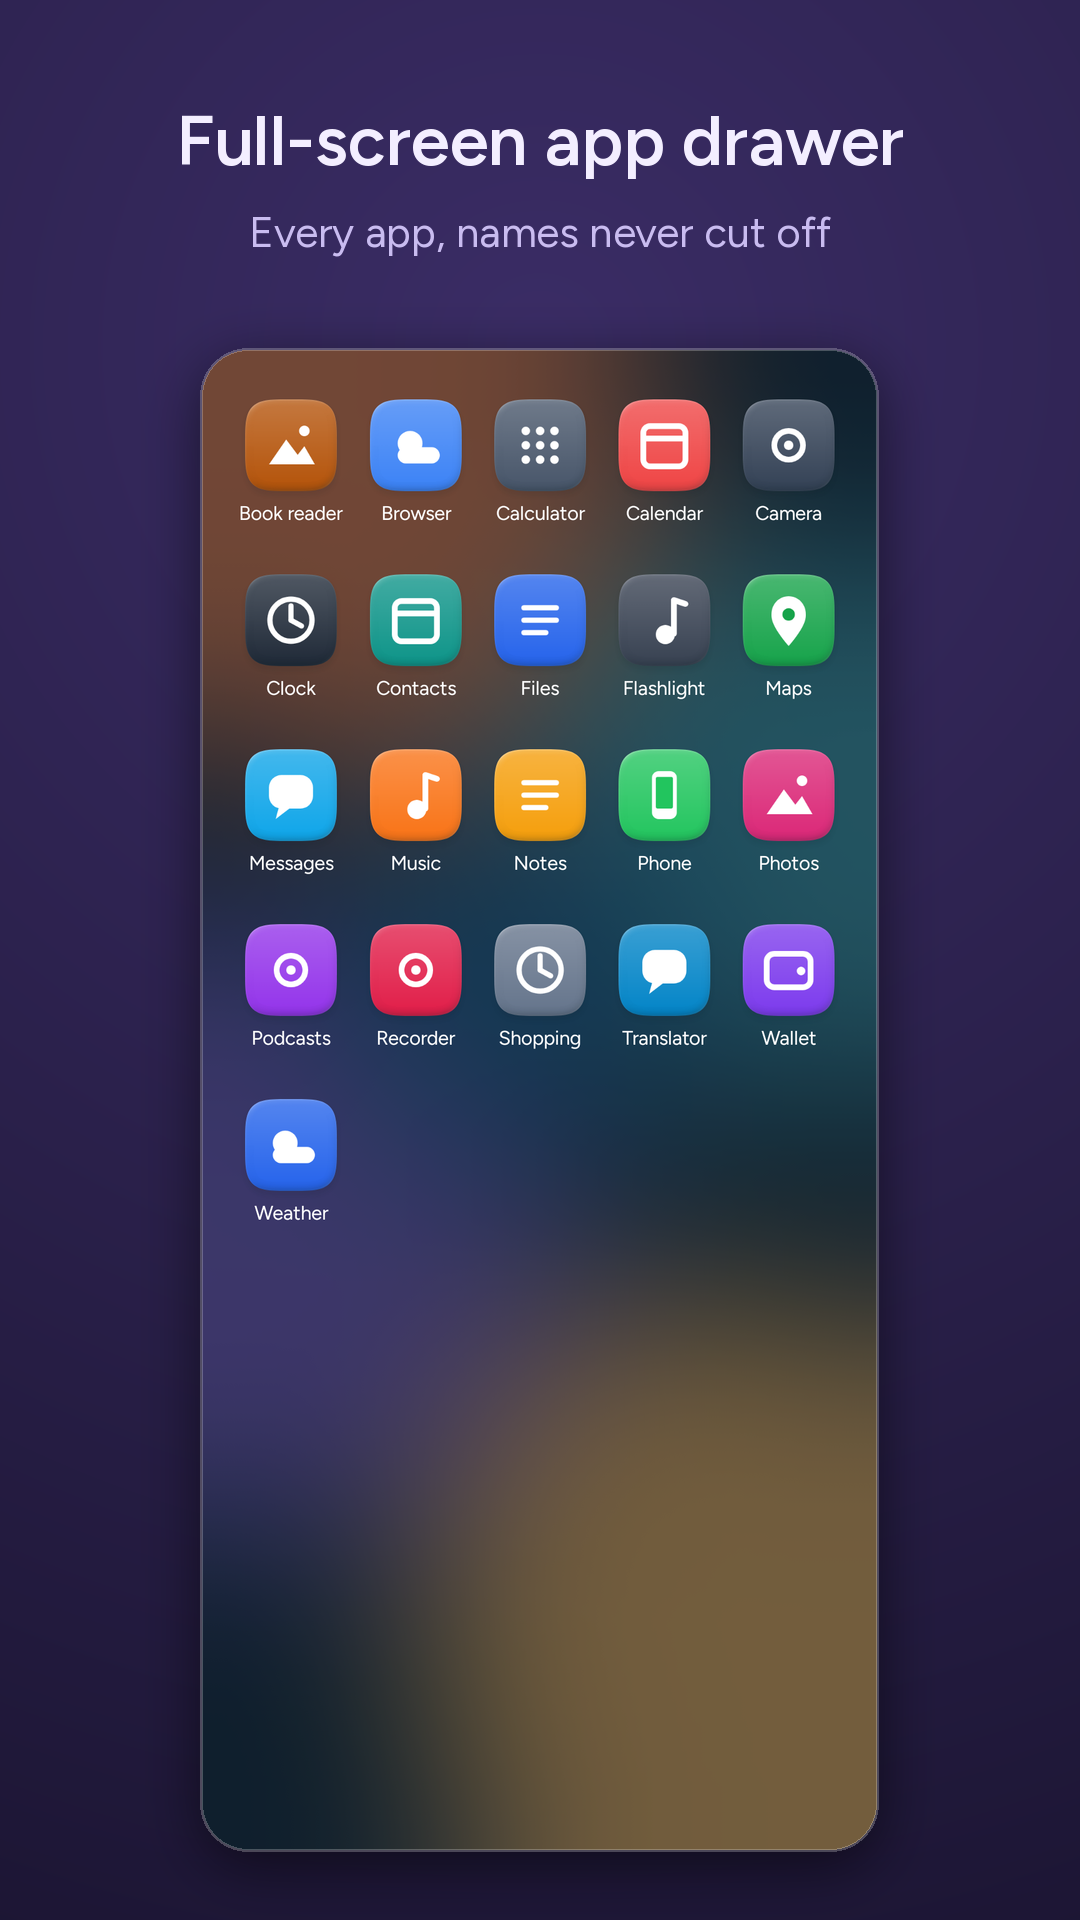 Full-screen app drawer
Every app, names never cut off
Book reader Browser Calculator Calendar Camera
Clock Contacts Files Flashlight Maps
Messages Music Notes Phone Photos
Podcasts Recorder Shopping Translator Wallet
Weather